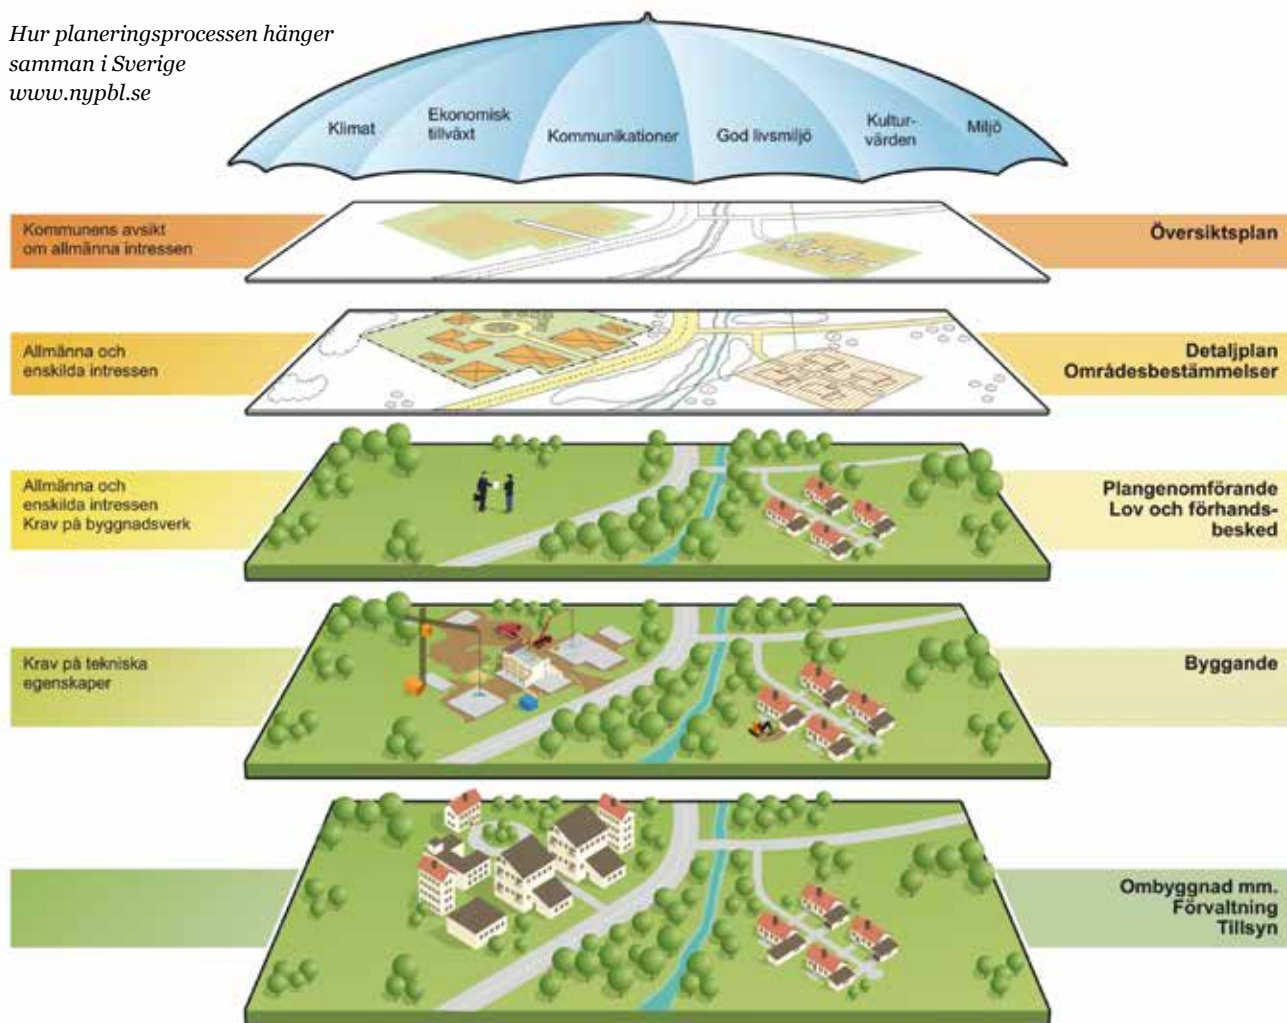 Hur planeringsprocessen hänger
samman i Sverige
www.nypbl.se
Klimat
Ekonomisk
tillväxt
Kommunikationer
God livsmiljö
Kultur-
värden
Miljö
Kommunens avsikt
om allmänna intressen
Översiktsplan
Allmänna och
enskilda intressen
Detaljplan
Områdesbestämmelser
Allmänna och
enskilda intressen
Krav på byggnadsverk
Plangenomförande
Lov och förhands-
besked
Krav på tekniska
egenskaper
Byggande
Ombyggnad mm.
Förvaltning
Tillsyn